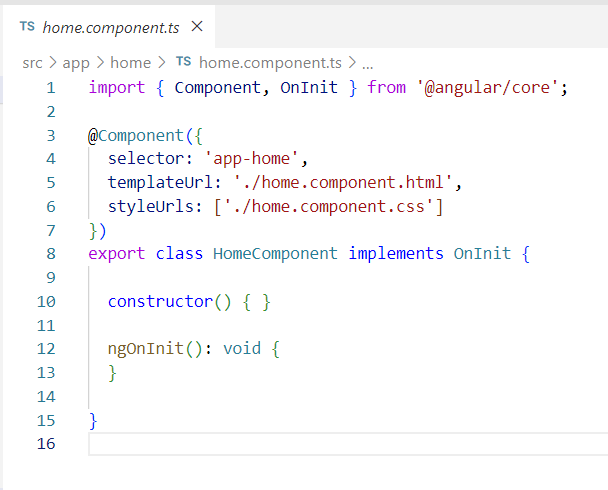 TS home.component.ts ×
src > app > home > TS home.component.ts > ...
1 import { Component, OnInit } from '@angular/core';
2
3 @Component({
4   selector: 'app-home',
5   templateUrl: './home.component.html',
6   styleUrls: ['./home.component.css']
7 })
8 export class HomeComponent implements OnInit {
9
10   constructor() { }
11
12   ngOnInit(): void {
13   }
14
15 }
16